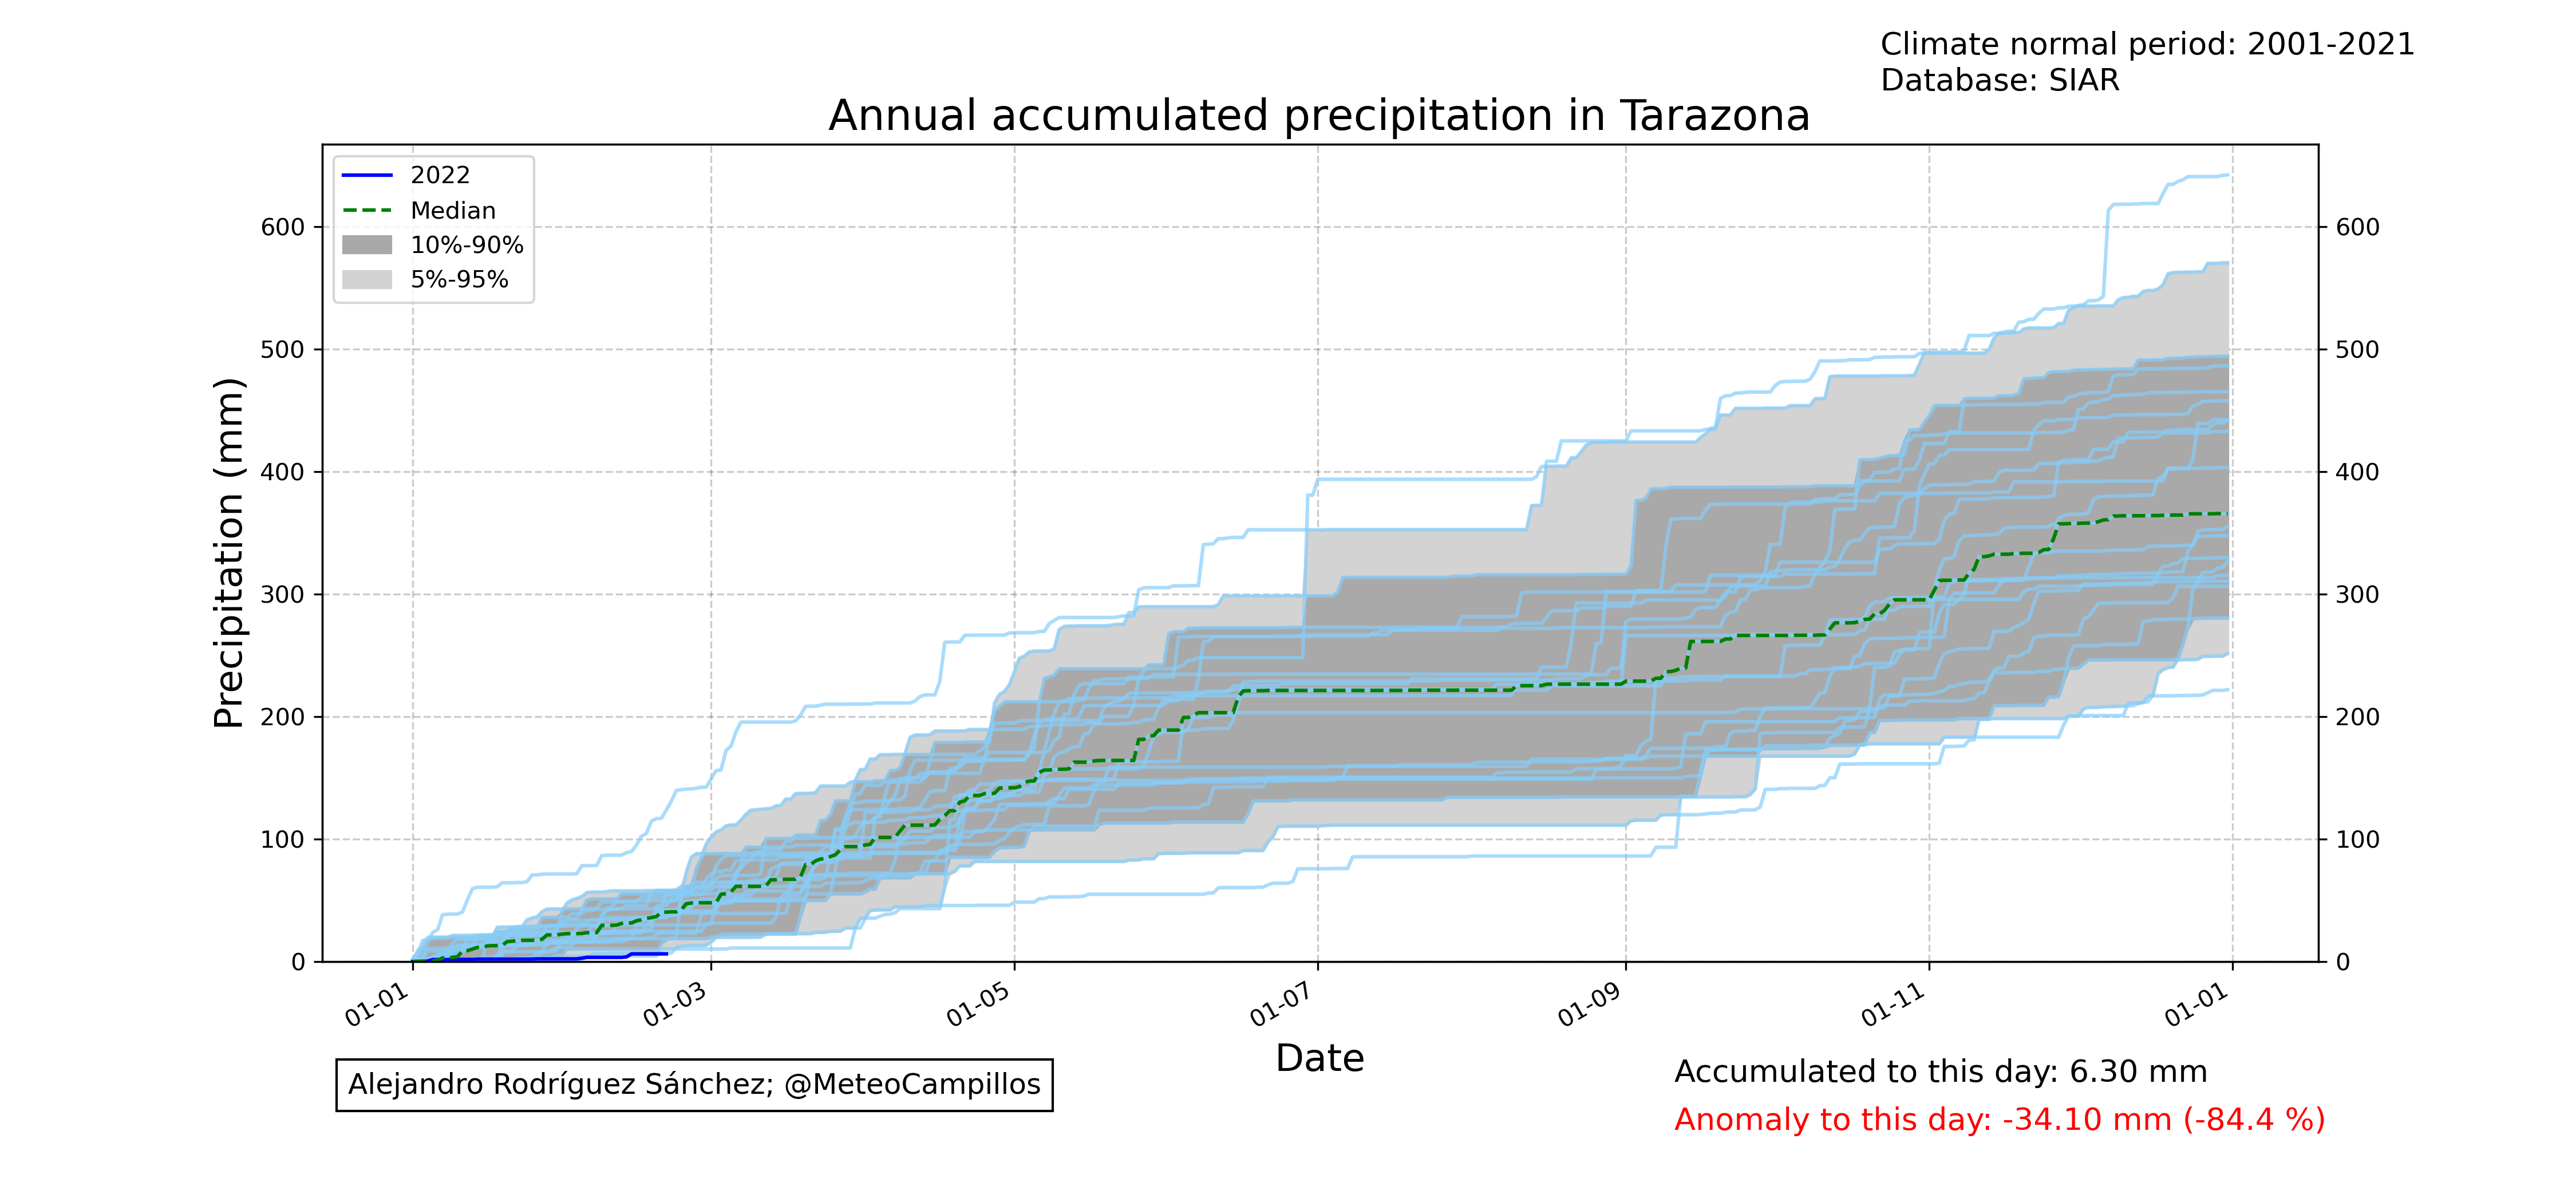 Climate normal period: 2001-2021
Database: SIAR
Annual accumulated precipitation in Tarazona
2022
Median
10%-90%
5%-95%
Precipitation (mm)
600
500
400
300
200
100
0
600
500
400
300
200
100
0
01-01
01-03
01-05
01-07
01-09
01-11
01-01
Date
Alejandro Rodríguez Sánchez; @MeteoCampillos
Accumulated to this day: 6.30 mm
Anomaly to this day: -34.10 mm (-84.4 %)